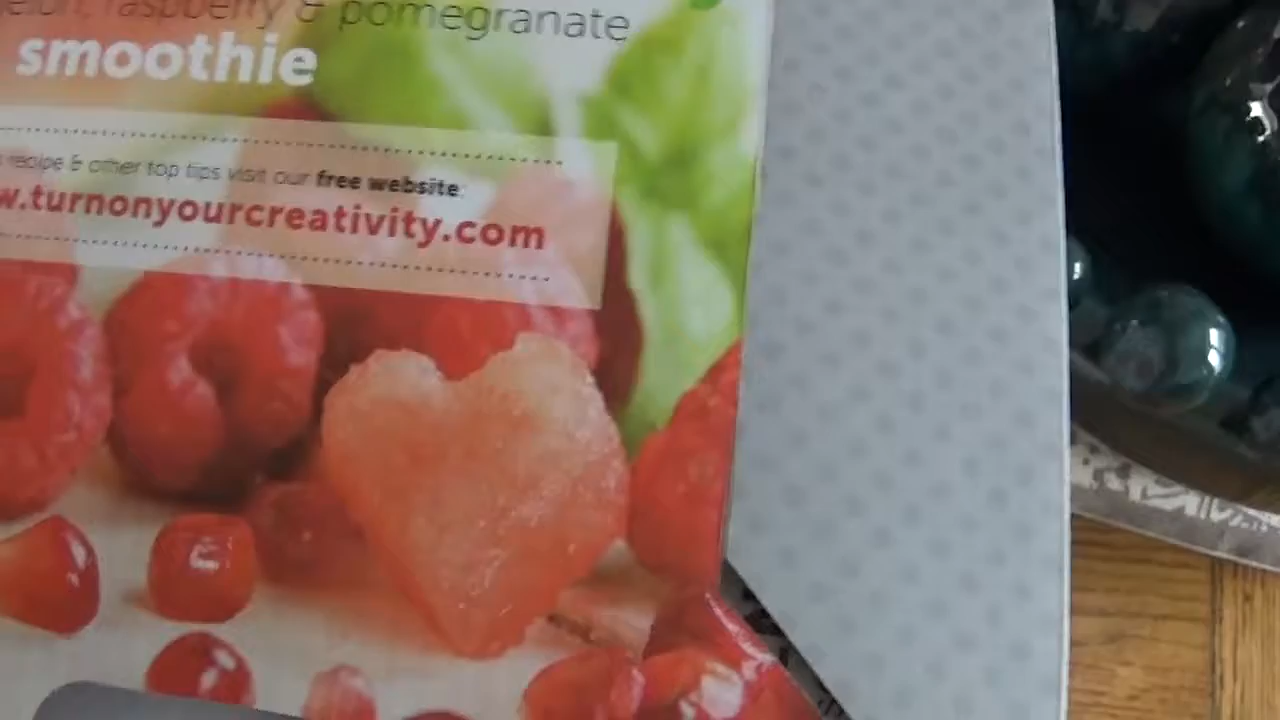 raspberry & pomegranate
smoothie
recipe & other top tips visit our free website:
w.turnonyourcreativity.com